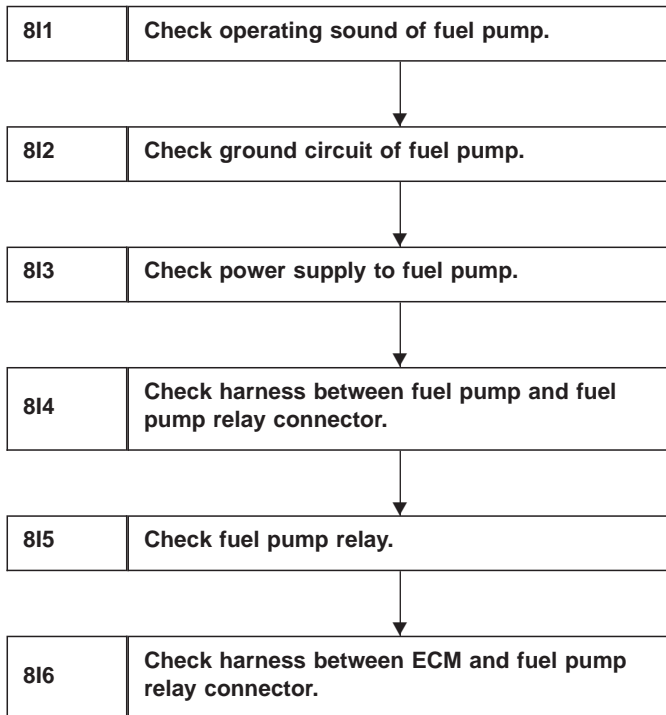 8I1 Check operating sound of fuel pump.
8I2 Check ground circuit of fuel pump.
8I3 Check power supply to fuel pump.
8I4 Check harness between fuel pump and fuel
pump relay connector.
8I5 Check fuel pump relay.
8I6 Check harness between ECM and fuel pump
relay connector.